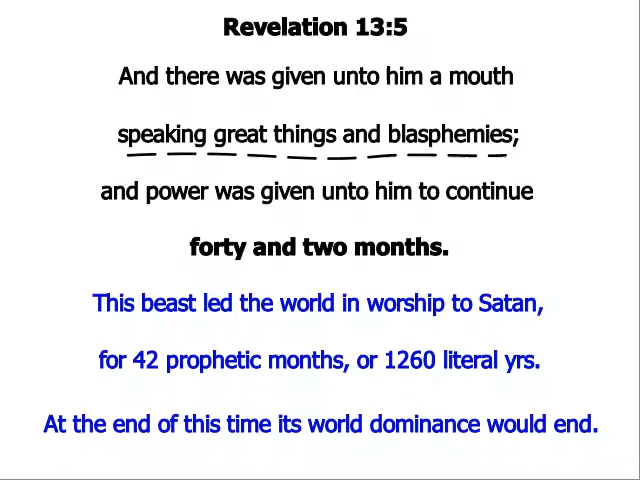 Revelation 13:5
And there was given unto him a mouth
speaking great things and blasphemies;
and power was given unto him to continue
forty and two months.
This beast led the world in worship to Satan,
for 42 prophetic months, or 1260 literal yrs.
At the end of this time its world dominance would end.